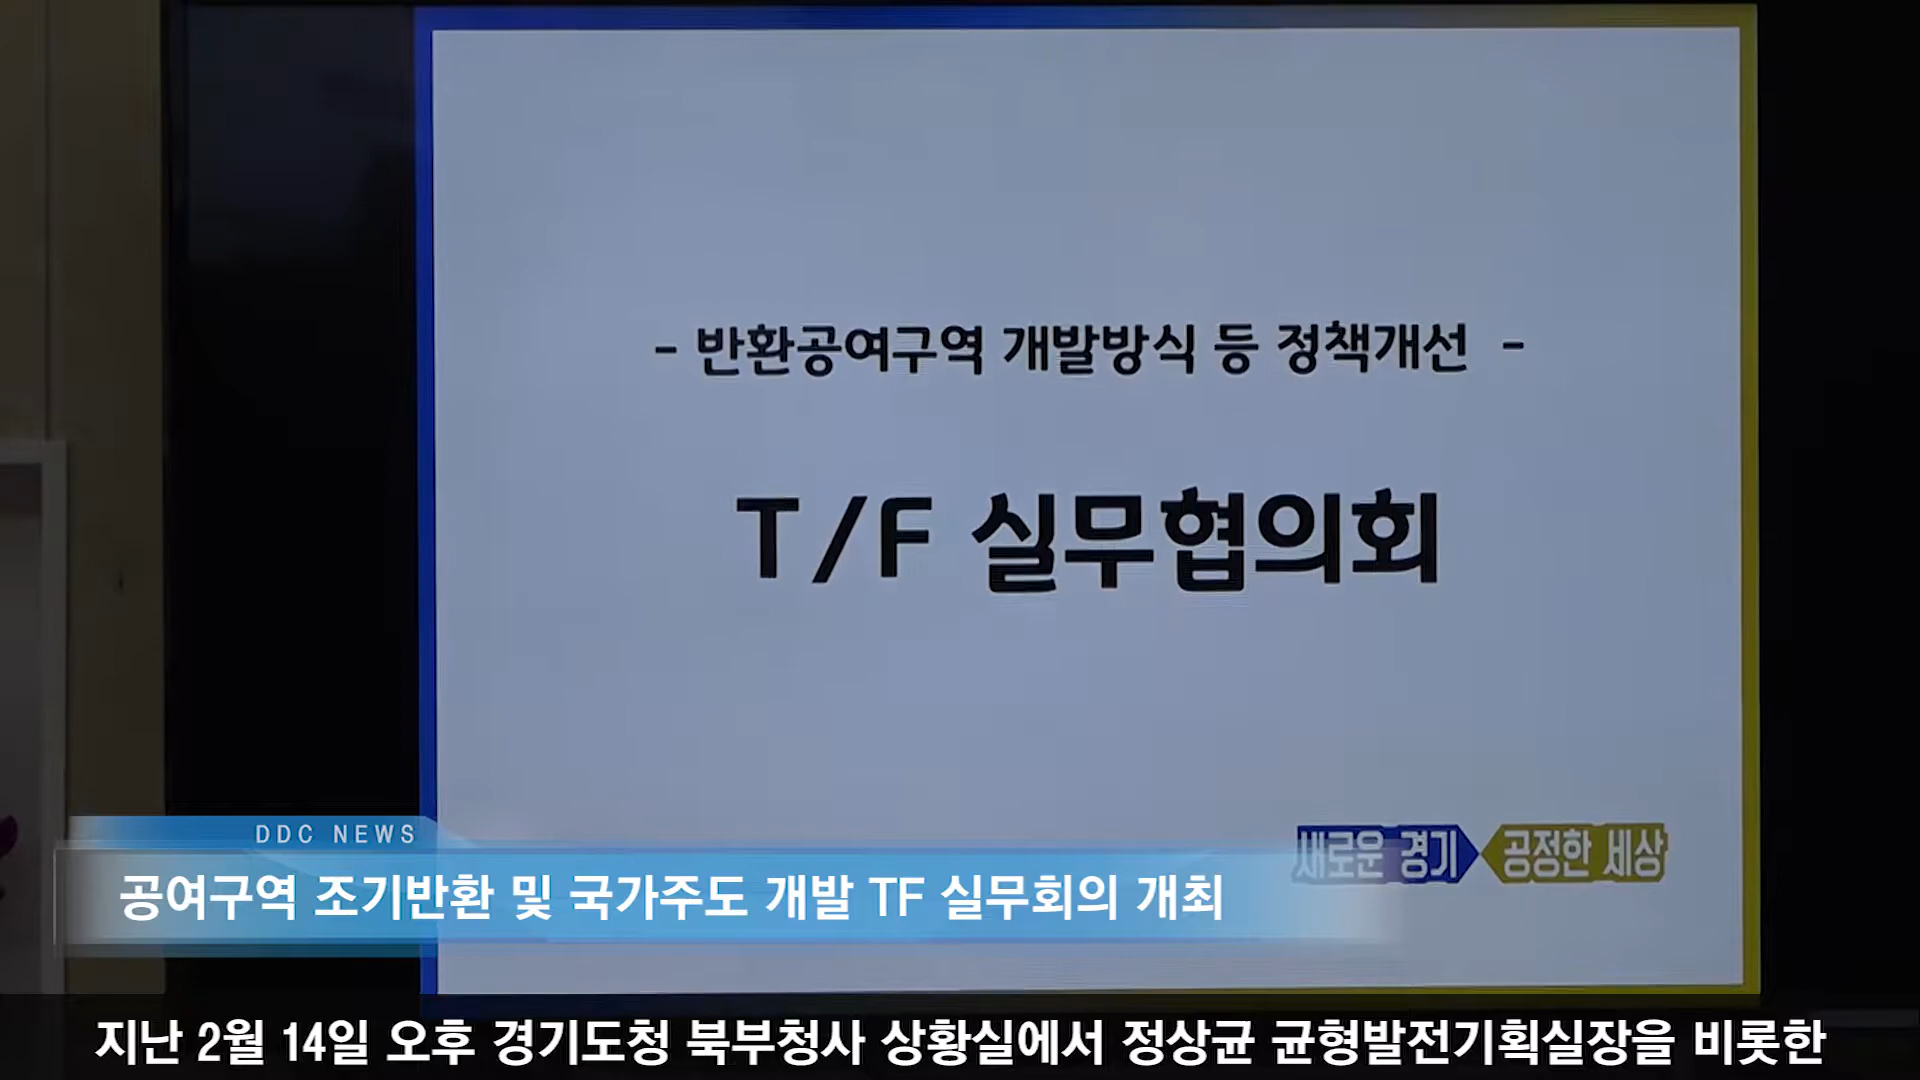 - 반환공여구역 개발방식 등 정책개선 -
T/F 실무협의회
새로운 경기 공정한 세상
DDC NEWS
공여구역 조기반환 및 국가주도 개발 TF 실무회의 개최
지난 2월 14일 오후 경기도청 북부청사 상황실에서 정상균 균형발전기획실장을 비롯한